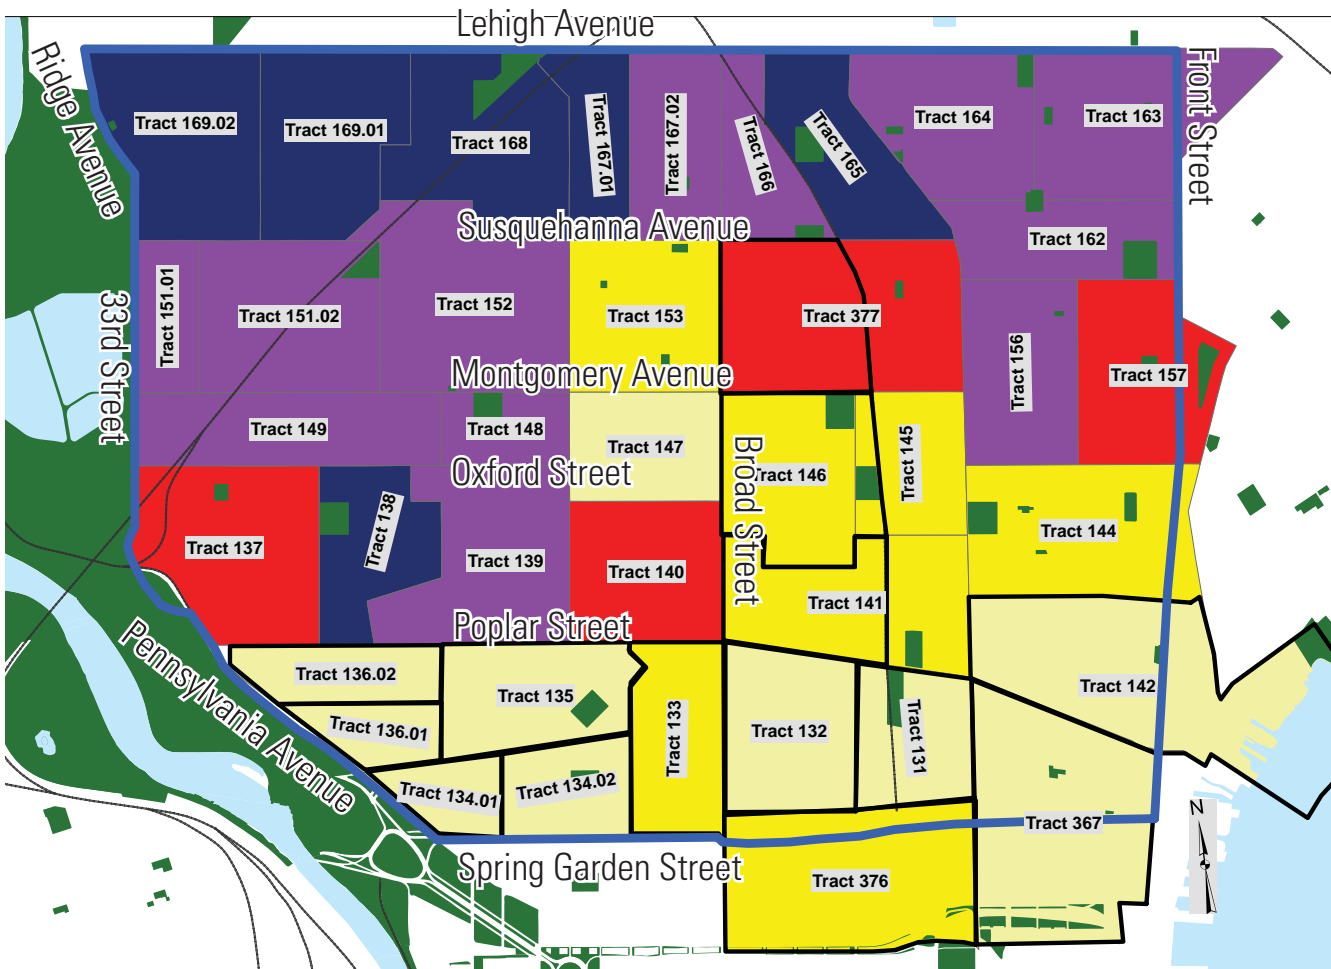 Lehigh Avenue
Ridge Avenue
Front Street
Tract 169.02
Tract 169.01
Tract 168
Tract 167.01
Tract 167.02
Tract 166
Tract 165
Tract 164
Tract 163
Susquehanna Avenue
Tract 162
33rd Street
Tract 151.01
Tract 151.02
Tract 152
Tract 153
Tract 377
Tract 156
Tract 157
Montgomery Avenue
Tract 149
Tract 148
Tract 147
Broad Street
Tract 146
Tract 145
Oxford Street
Tract 144
Tract 137
Tract 138
Tract 139
Tract 140
Tract 141
Poplar Street
Pennsylvania Avenue
Tract 136.02
Tract 135
Tract 142
Tract 136.01
Tract 133
Tract 132
Tract 131
Tract 134.01
Tract 134.02
Tract 367
N
Spring Garden Street
Tract 376